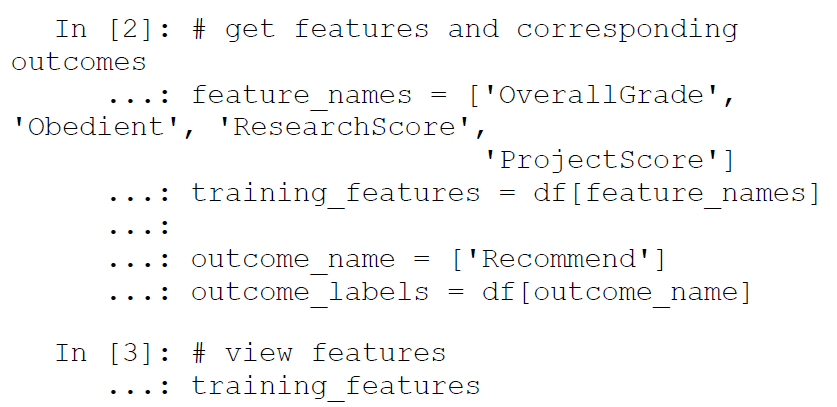 In [2]: # get features and corresponding
outcomes
...: feature_names = ['OverallGrade',
'Obedient', 'ResearchScore',
'ProjectScore']
...: training_features = df[feature_names]
...:
...: outcome_name = ['Recommend']
...: outcome_labels = df[outcome_name]
In [3]: # view features
...: training_features